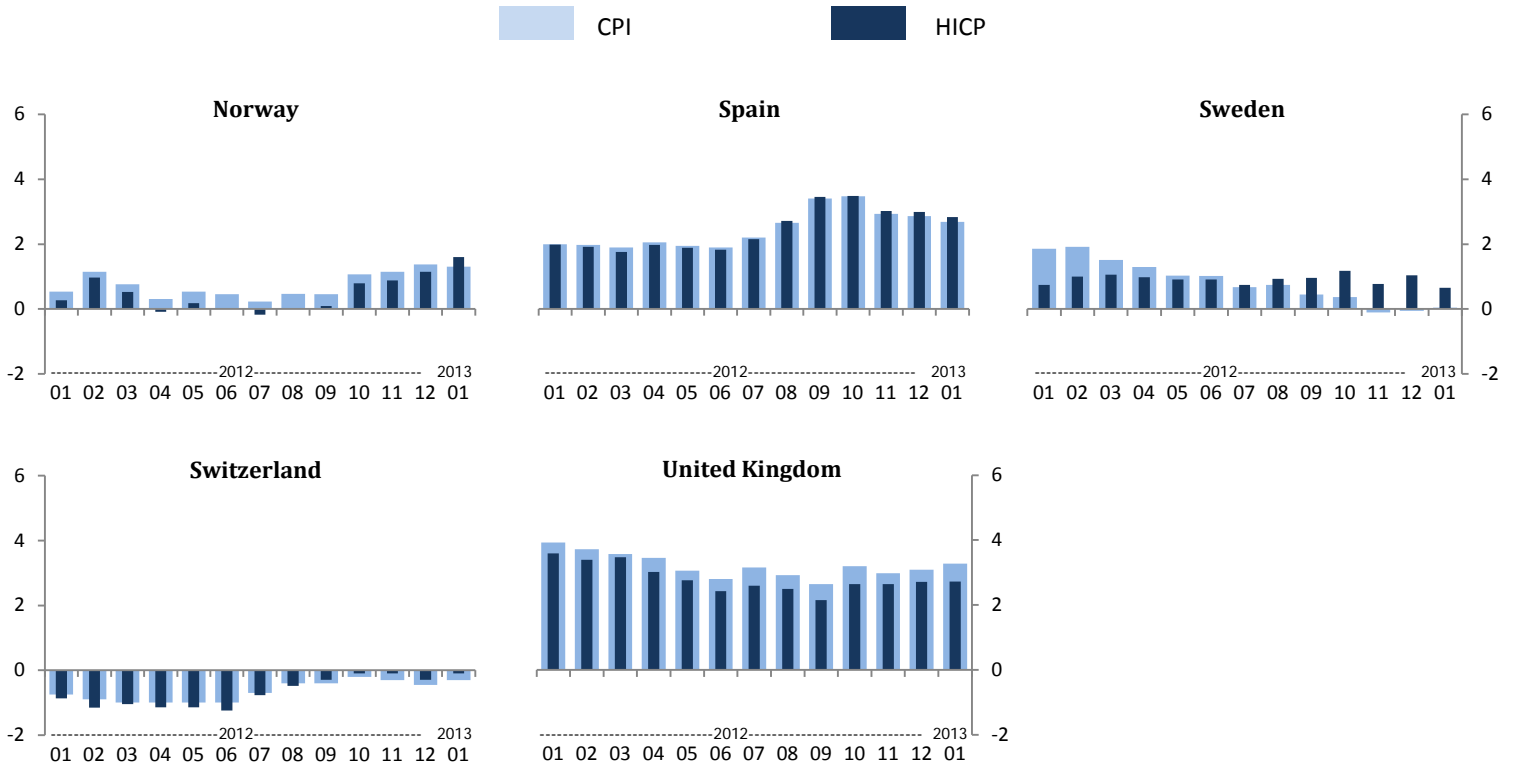 CPI HICP
Norway Spain Sweden
6 6
4 4
2 2
0 0
-2 2012 2013 2012 2013 2012 2013 -2
01 02 03 04 05 06 07 08 09 10 11 12 01 01 02 03 04 05 06 07 08 09 10 11 12 01 01 02 03 04 05 06 07 08 09 10 11 12 01
Switzerland United Kingdom
6 6
4 4
2 2
0 0
-2 2012 2013 2012 2013 -2
01 02 03 04 05 06 07 08 09 10 11 12 01 01 02 03 04 05 06 07 08 09 10 11 12 01